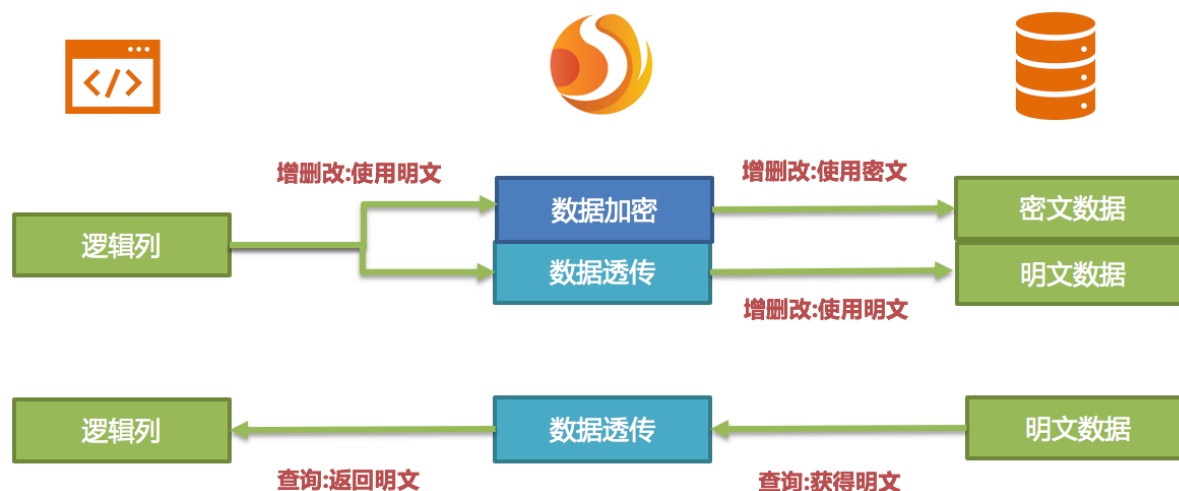 </>
增删改:使用明文
增删改:使用密文
逻辑列
数据加密
密文数据
数据透传
明文数据
增删改:使用明文
逻辑列
数据透传
明文数据
查询:返回明文
查询:获得明文